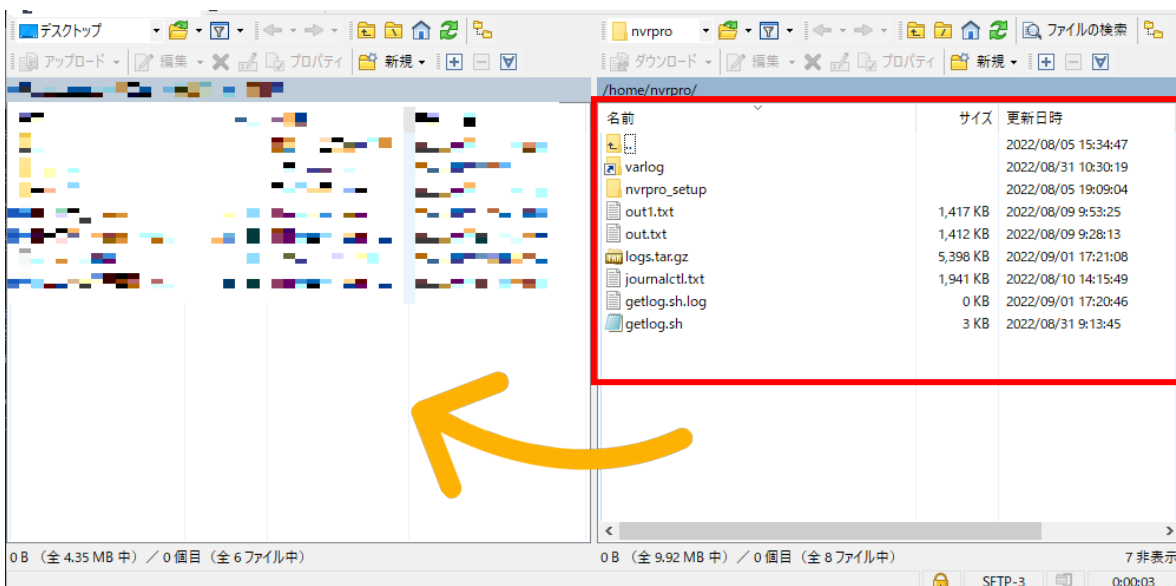 デスクトップ
アップロード 編集 プロパティ 新規
nvrpro ファイルの検索
ダウンロード 編集 プロパティ 新規
/home/nvrpro/
名前 サイズ 更新日時
.. 2022/08/05 15:34:47
varlog 2022/08/31 10:30:19
nvrpro_setup 2022/08/05 19:09:04
out1.txt 1,417 KB 2022/08/09 9:53:25
out.txt 1,412 KB 2022/08/09 9:28:13
logs.tar.gz 5,398 KB 2022/09/01 17:21:08
journalctl.txt 1,941 KB 2022/08/10 14:15:49
getlog.sh.log 0 KB 2022/09/01 17:20:46
getlog.sh 3 KB 2022/08/31 9:13:45
0 B （全 4.35 MB 中）／ 0 個目（全 6 ファイル中）
0 B （全 9.92 MB 中）／ 0 個目（全 8 ファイル中） 7 非表示
SFTP-3 0:00:03